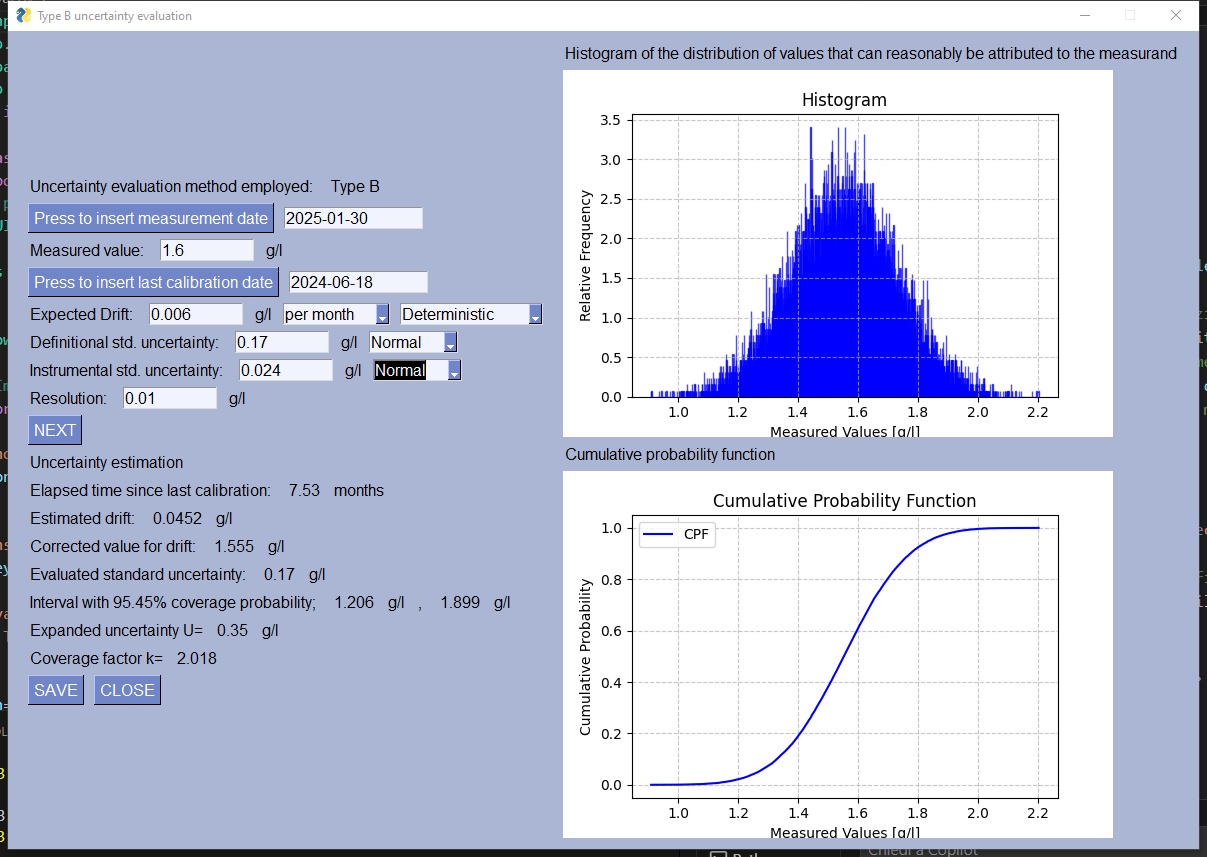 Type B uncertainty evaluation
Uncertainty evaluation method employed: Type B
Press to insert measurement date 2025-01-30
Measured value: 1.6 g/l
Press to insert last calibration date 2024-06-18
Expected Drift: 0.006 g/l per month Deterministic
Definitional std. uncertainty: 0.17 g/l Normal
Instrumental std. uncertainty: 0.024 g/l Normal
Resolution: 0.01 g/l
NEXT
Uncertainty estimation
Elapsed time since last calibration: 7.53 months
Estimated drift: 0.0452 g/l
Corrected value for drift: 1.555 g/l
Evaluated standard uncertainty: 0.17 g/l
Interval with 95.45% coverage probability; 1.206 g/l , 1.899 g/l
Expanded uncertainty U= 0.35 g/l
Coverage factor k= 2.018
SAVE CLOSE
Histogram of the distribution of values that can reasonably be attributed to the measurand
Histogram
Relative Frequency
3.5
3.0
2.5
2.0
1.5
1.0
0.5
0.0
1.0 1.2 1.4 1.6 1.8 2.0 2.2
Measured Values [g/l]
Cumulative probability function
Cumulative Probability Function
CPF
Cumulative Probability
1.0
0.8
0.6
0.4
0.2
0.0
1.0 1.2 1.4 1.6 1.8 2.0 2.2
Measured Values [g/l]
Chiedi a Copilot